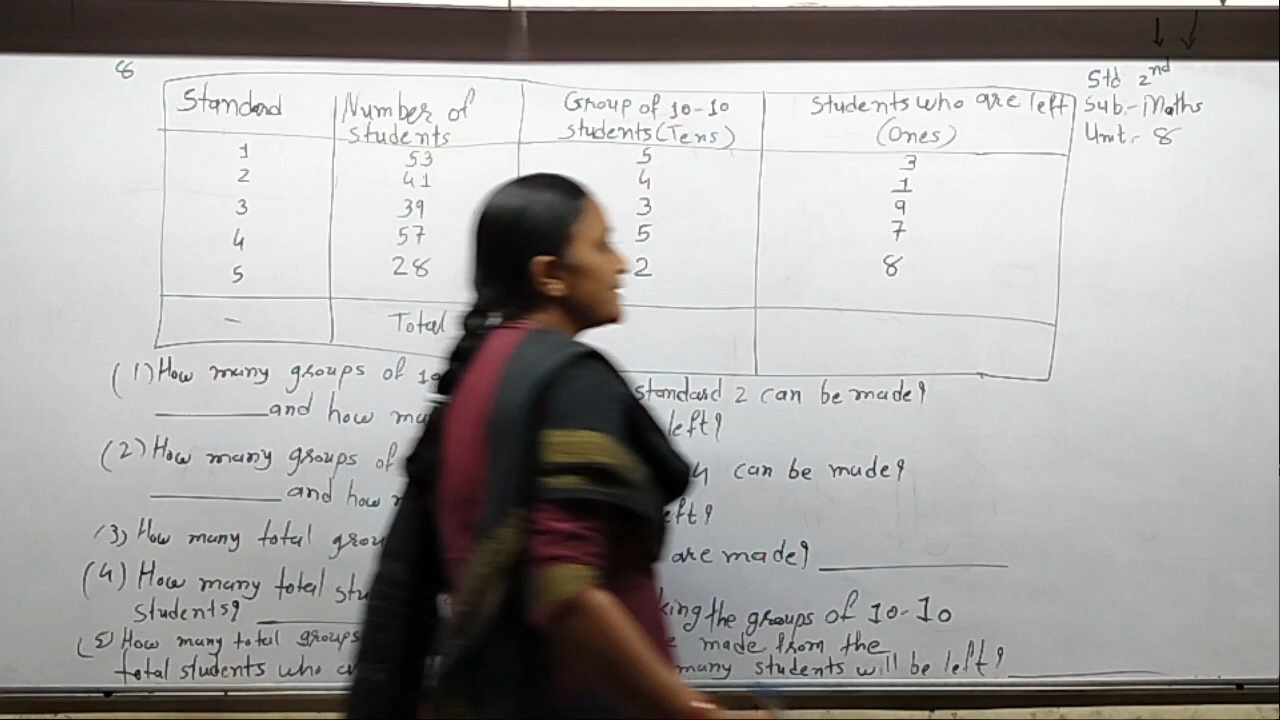 8
Std 2nd
Sub.- Maths
Unit.- 8
Standard Number of students Group of 10-10 students (Tens) Students who are left (Ones)
1 53 5 3
2 41 4 1
3 39 3 9
4 57 5 7
5 28 2 8
- Total
(1) How many groups of 10 standard 2 can be made?
and how left?
(2) How many groups of 4 can be made?
and how
(3) How many total are made?
(4) How many total the groups of 10-10
students?
(5) How many total groups made from the
total students who many students will be left?